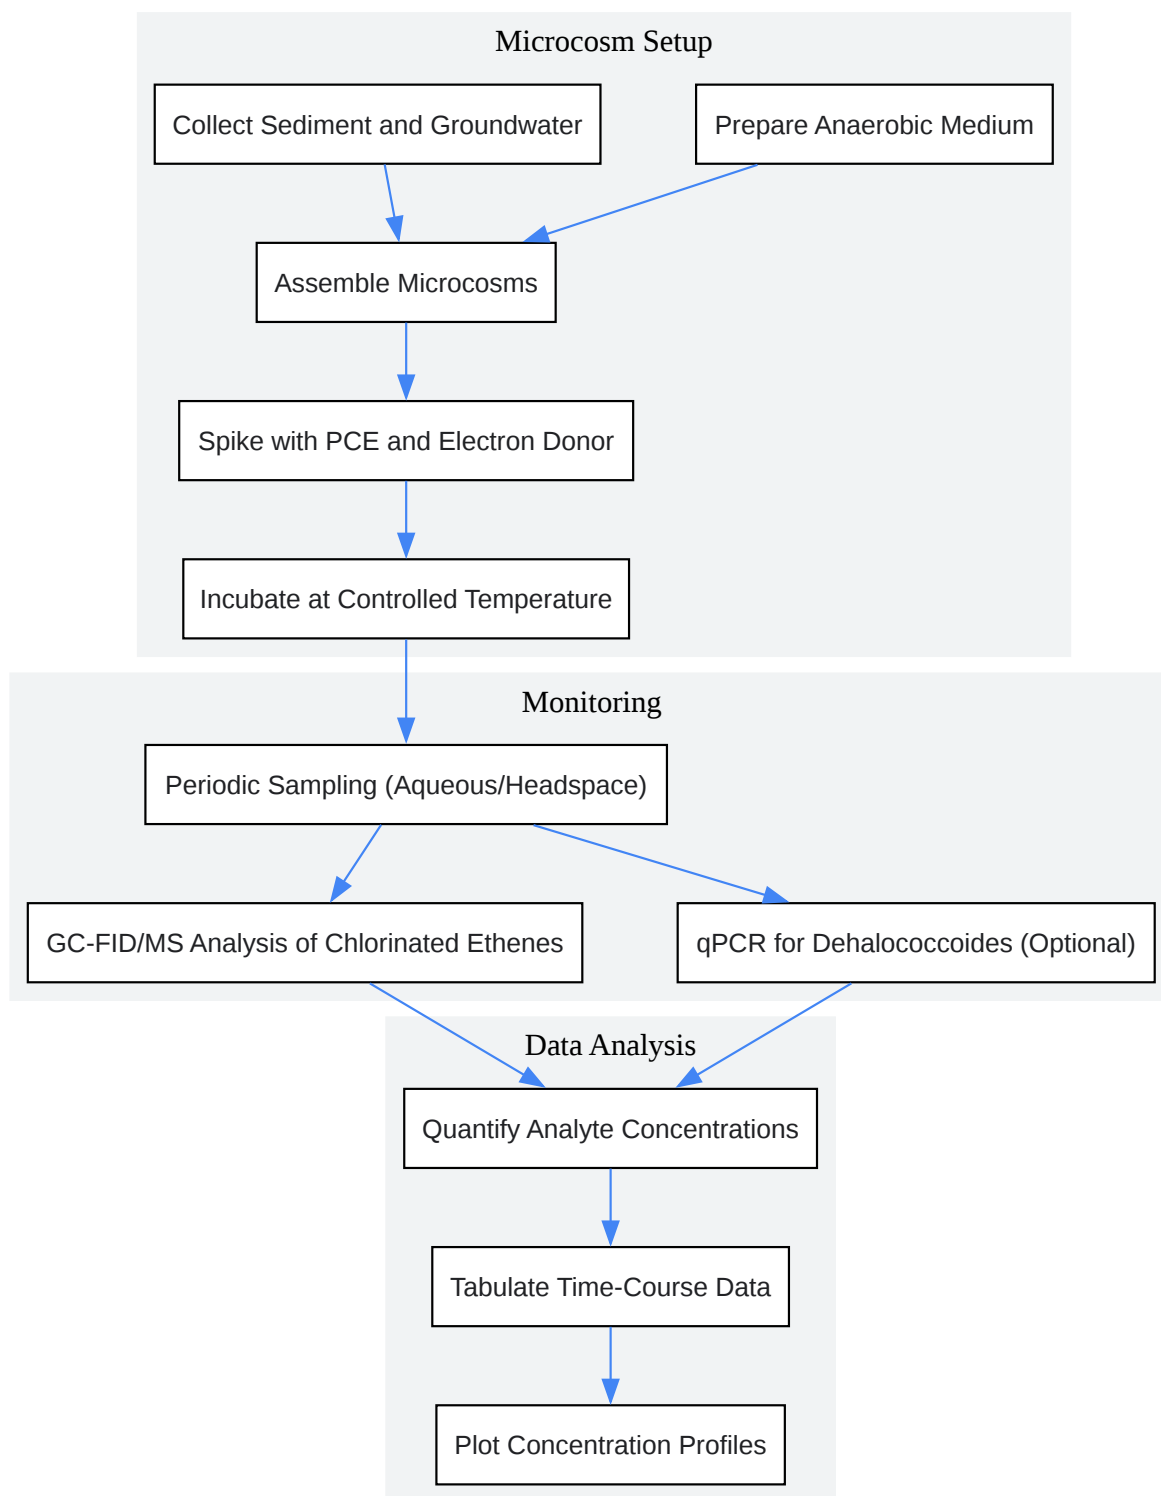 Microcosm Setup
Collect Sediment and Groundwater
Prepare Anaerobic Medium
Assemble Microcosms
Spike with PCE and Electron Donor
Incubate at Controlled Temperature
Monitoring
Periodic Sampling (Aqueous/Headspace)
GC-FID/MS Analysis of Chlorinated Ethenes
qPCR for Dehalococcoides (Optional)
Data Analysis
Quantify Analyte Concentrations
Tabulate Time-Course Data
Plot Concentration Profiles